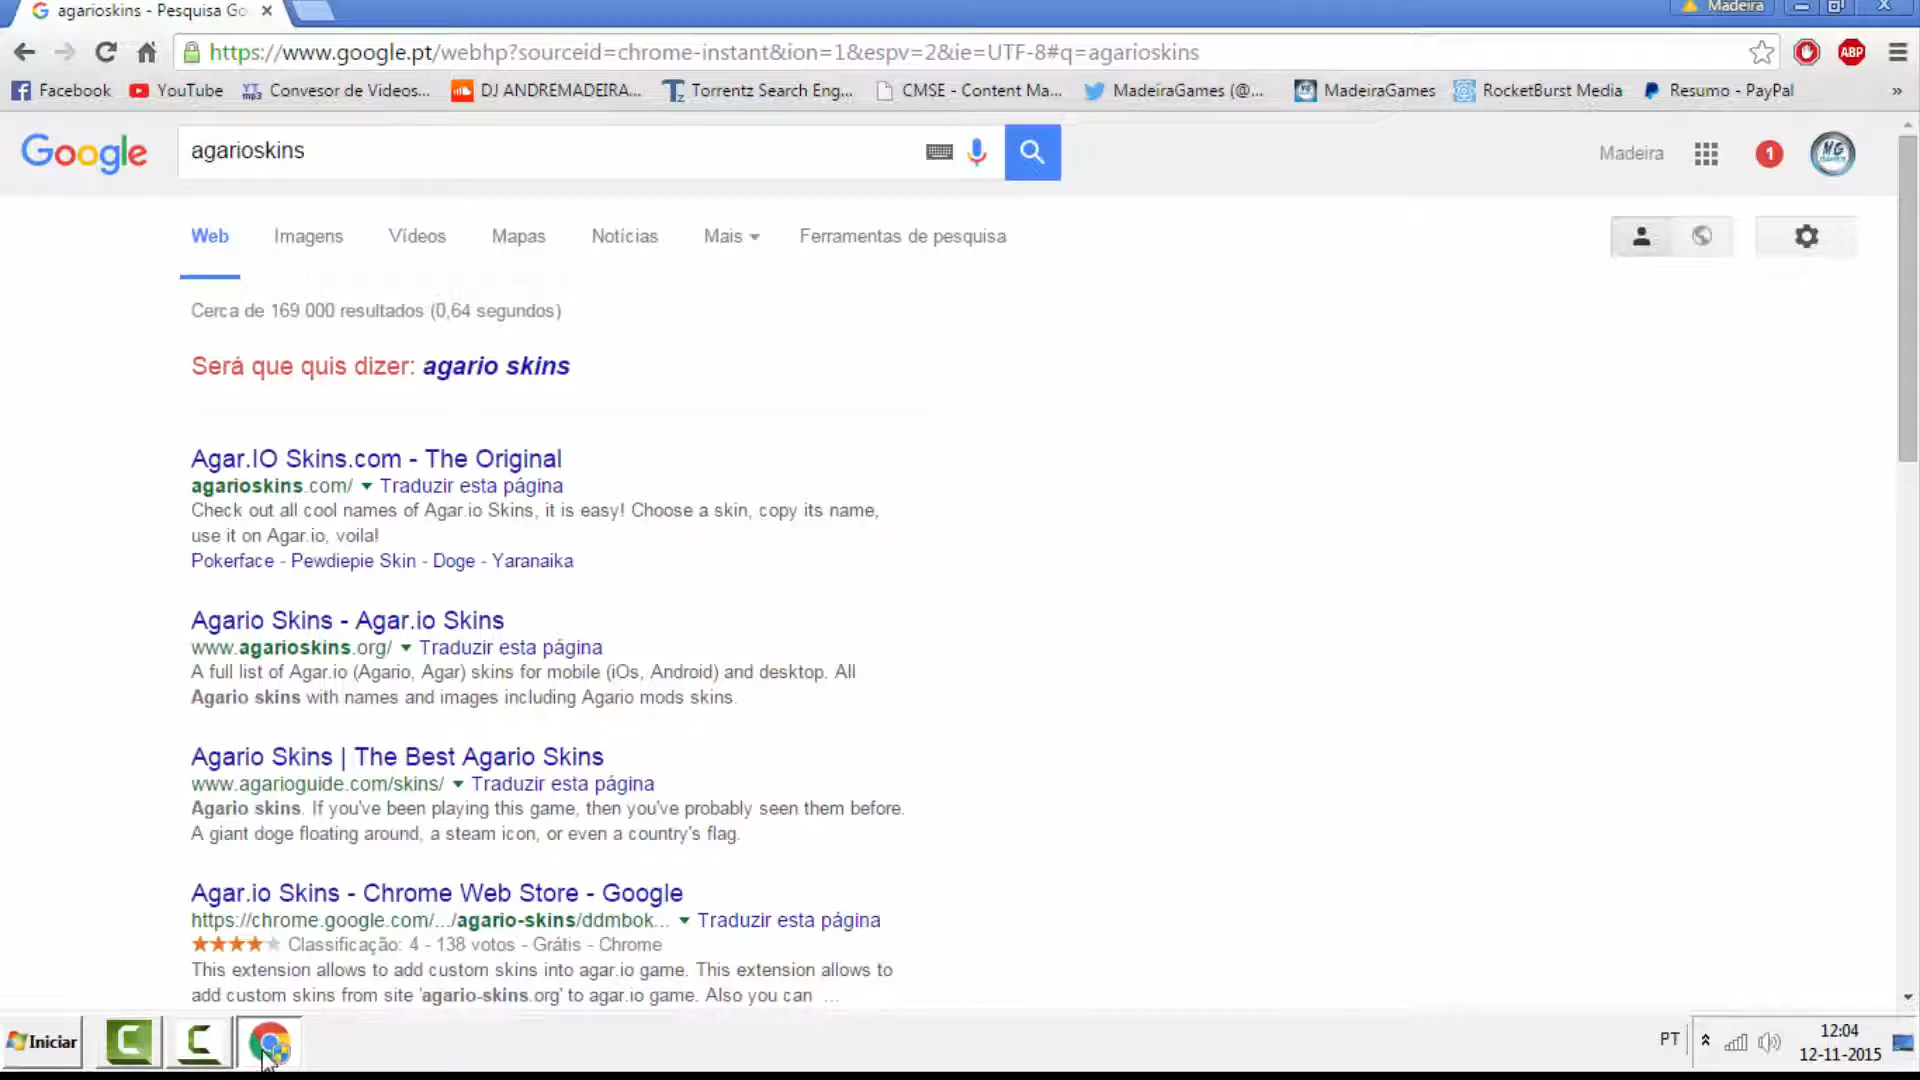 agarioskins - Pesquisa Go
Madeira
https://www.google.pt/webhp?sourceid=chrome-instant&ion=1&espv=2&ie=UTF-8#q=agarioskins
ABP
Facebook YouTube Convesor de Videos... DJ ANDREMADEIRA... Torrentz Search Eng... CMSE - Content Ma... MadeiraGames (@... MadeiraGames RocketBurst Media Resumo - PayPal »
Google agarioskins Madeira 1 MG
Web Imagens Vídeos Mapas Notícias Mais Ferramentas de pesquisa
Cerca de 169 000 resultados (0,64 segundos)
Será que quis dizer: agario skins
Agar.IO Skins.com - The Original
agarioskins.com/ Traduzir esta página
Check out all cool names of Agar.io Skins, it is easy! Choose a skin, copy its name,
use it on Agar.io, voila!
Pokerface - Pewdiepie Skin - Doge - Yaranaika
Agario Skins - Agar.io Skins
www.agarioskins.org/ Traduzir esta página
A full list of Agar.io (Agario, Agar) skins for mobile (iOs, Android) and desktop. All
Agario skins with names and images including Agario mods skins.
Agario Skins | The Best Agario Skins
www.agarioguide.com/skins/ Traduzir esta página
Agario skins. If you've been playing this game, then you've probably seen them before.
A giant doge floating around, a steam icon, or even a country's flag.
Agar.io Skins - Chrome Web Store - Google
https://chrome.google.com/.../agario-skins/ddmbok... Traduzir esta página
Classificação: 4 - 138 votos - Grátis - Chrome
This extension allows to add custom skins into agar.io game. This extension allows to
add custom skins from site 'agario-skins.org' to agar.io game. Also you can ...
Iniciar PT 12:04
12-11-2015